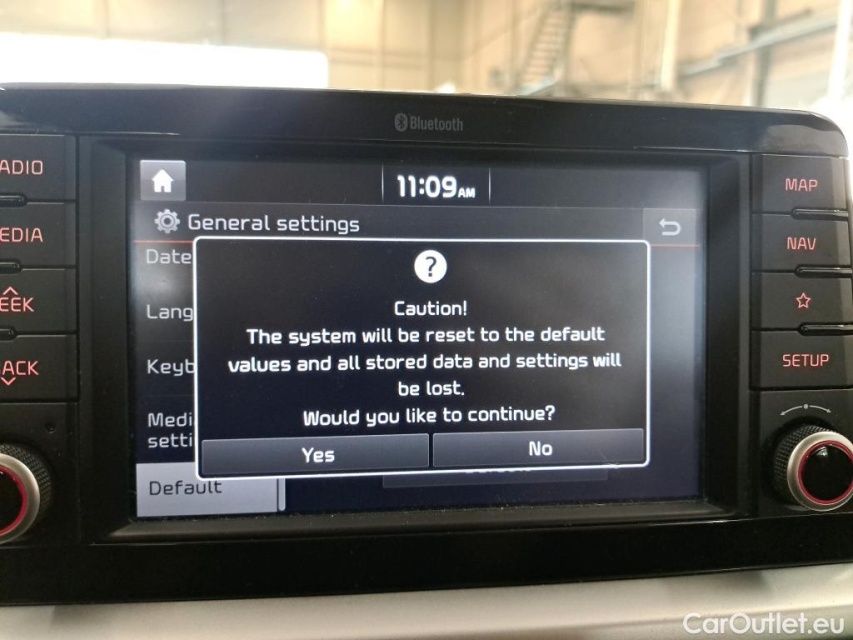 Bluetooth
ADIO
EDIA
EEK
ACK
11:09AM
General settings
Date
Lang
Keyb
Medi
setti
Default
?
Caution!
The system will be reset to the default
values and all stored data and settings will
be lost.
Would you like to continue?
Yes
No
MAP
NAV
SETUP
CarOutlet.eu